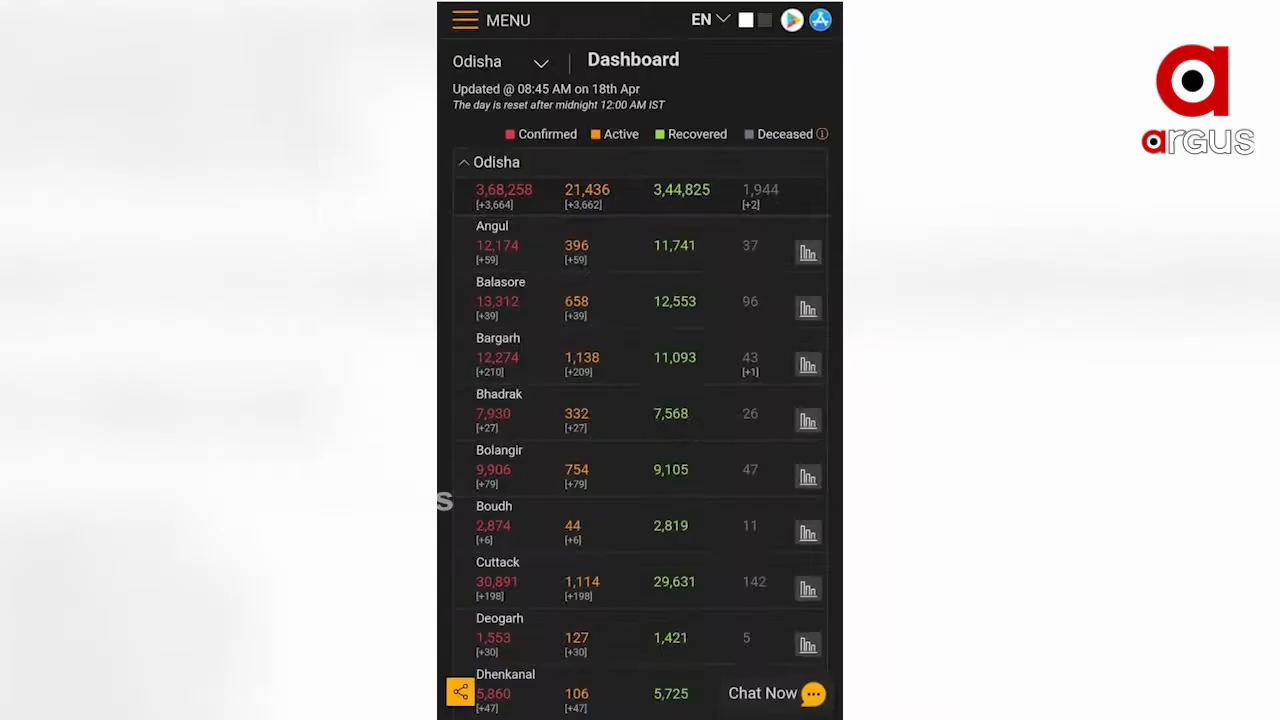 MENU EN
argus
Odisha Dashboard
Updated @ 08:45 AM on 18th Apr
The day is reset after midnight 12:00 AM IST
Confirmed Active Recovered Deceased
Odisha
3,68,258 21,436 3,44,825 1,944
[+3,664] [+3,662] [+2]
Angul
12,174 396 11,741 37
[+59] [+59]
Balasore
13,312 658 12,553 96
[+39] [+39]
Bargarh
12,274 1,138 11,093 43
[+210] [+209] [+1]
Bhadrak
7,930 332 7,568 26
[+27] [+27]
Bolangir
9,906 754 9,105 47
[+79] [+79]
s
Boudh
2,874 44 2,819 11
[+6] [+6]
Cuttack
30,891 1,114 29,631 142
[+198] [+198]
Deogarh
1,553 127 1,421 5
[+30] [+30]
Dhenkanal
5,860 106 5,725 Chat Now
[+47] [+47]